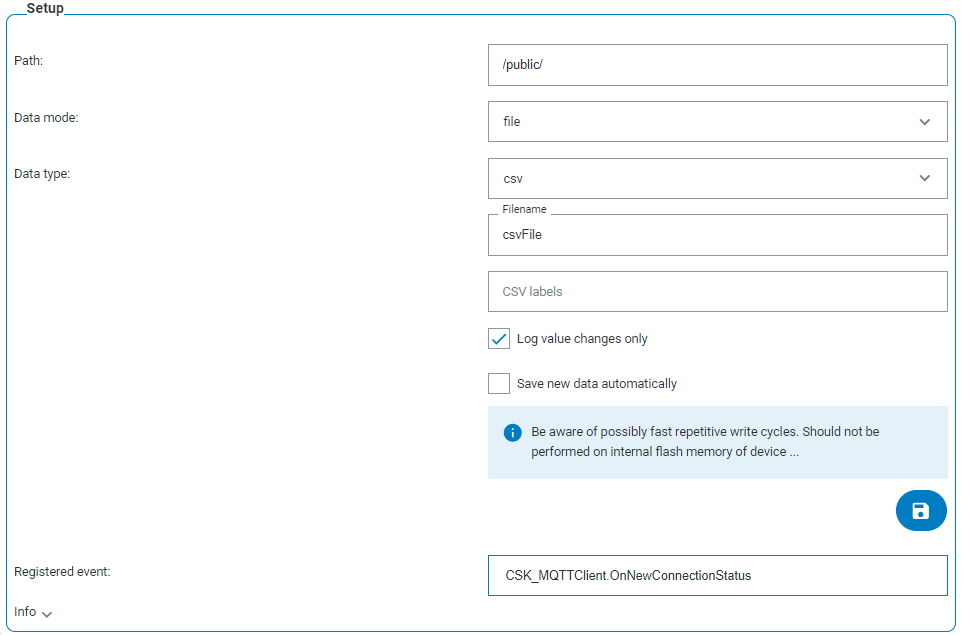 Setup
Path:
/public/
Data mode:
file
Data type:
csv
Filename
csvFile
CSV labels
Log value changes only
Save new data automatically
Be aware of possibly fast repetitive write cycles. Should not be
performed on internal flash memory of device ...
Registered event:
CSK_MQTTClient.OnNewConnectionStatus
Info